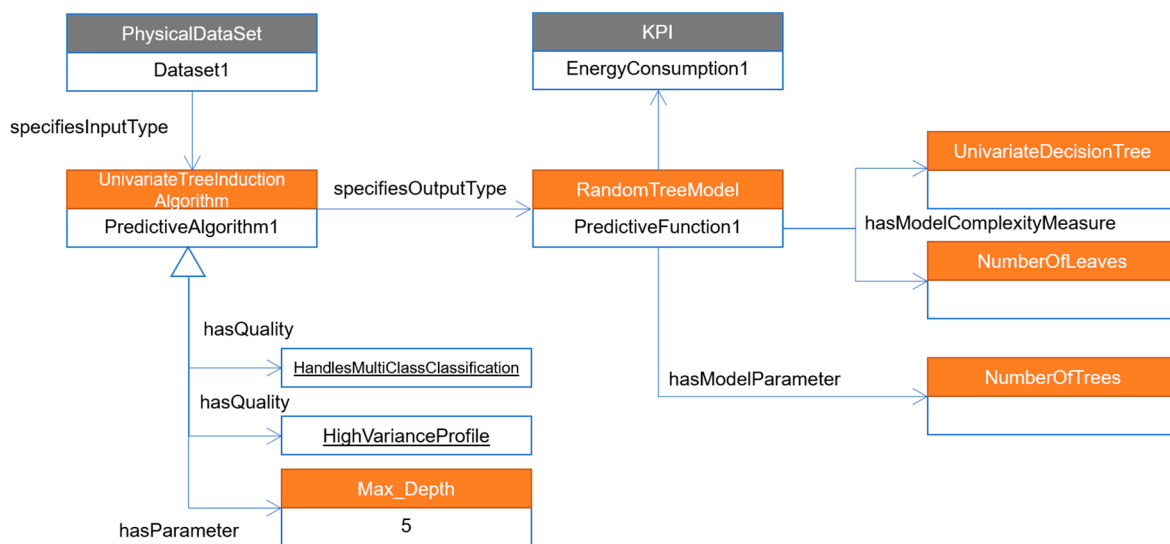 PhysicalDataSet
Dataset1
KPI
EnergyConsumption1
specifiesInputType
UnivariateTreeInduction
Algorithm
PredictiveAlgorithm1
specifiesOutputType
RandomTreeModel
PredictiveFunction1
UnivariateDecisionTree
hasModelComplexityMeasure
NumberOfLeaves
hasQuality
HandlesMultiClassClassification
hasQuality
HighVarianceProfile
hasModelParameter
NumberOfTrees
Max_Depth
5
hasParameter